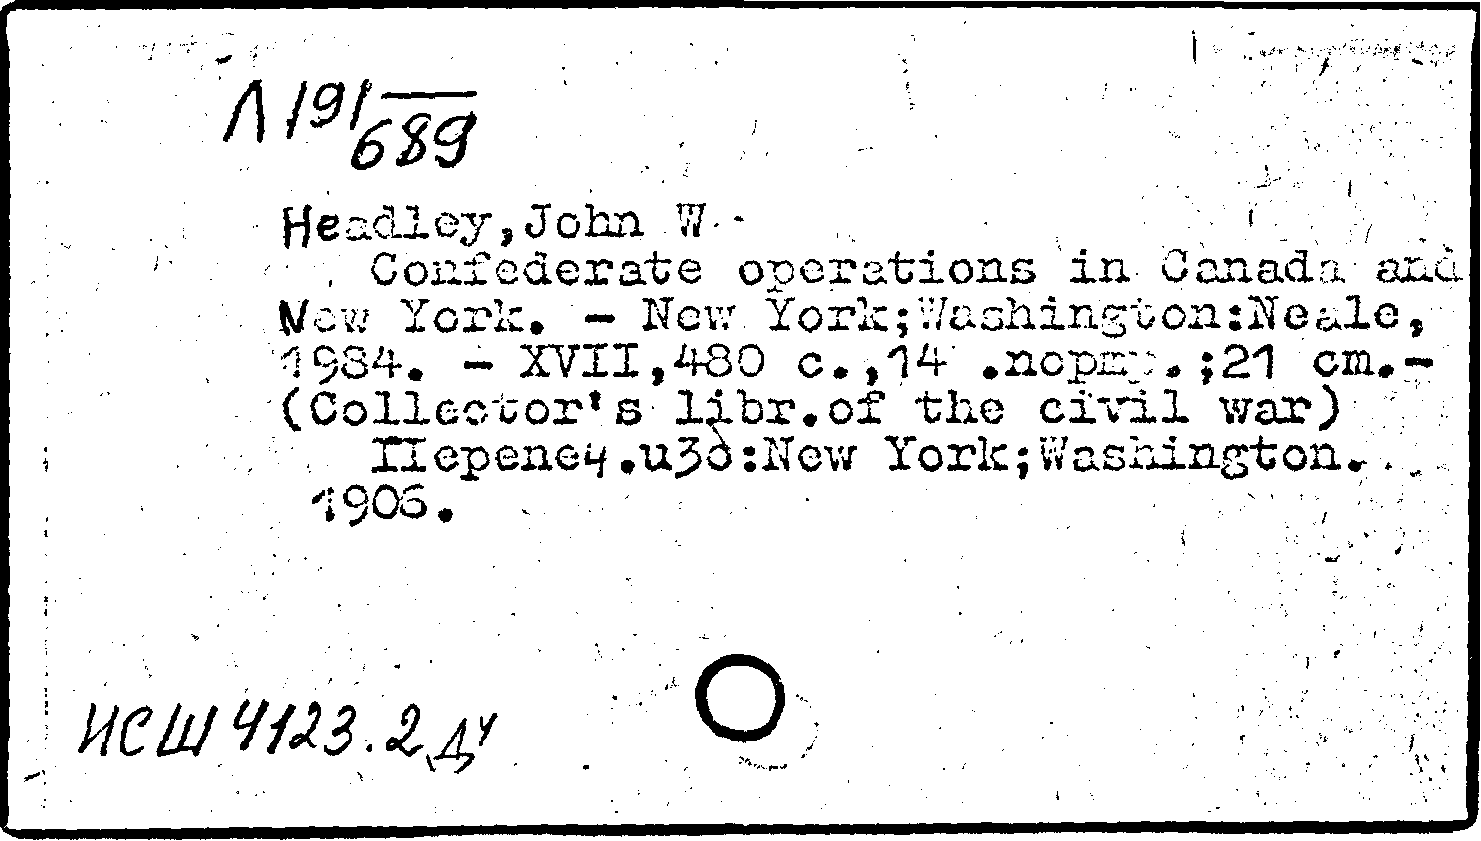 Л 191/689
Headley,John W.
Confederate operations in Canada and
New York. - New York;Washington:Neale,
1984. - XVII,480 c.,14 .портр.;21 cm.-
(Collector's libr.of the civil war)
Перепеч.изд:New York;Washington.
1906.
ИСШ 4123.2